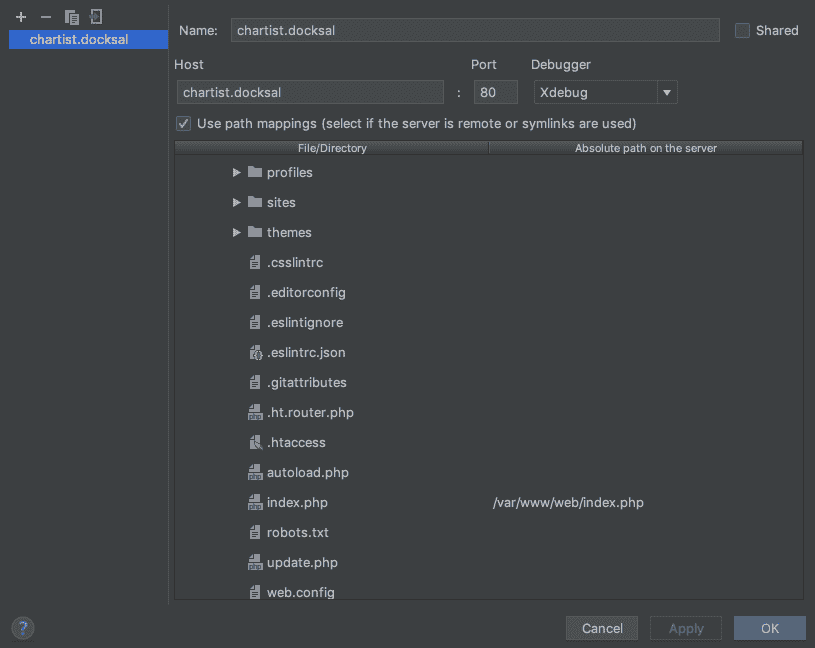 chartist.docksal
Name: chartist.docksal Shared
Host Port Debugger
chartist.docksal : 80 Xdebug
Use path mappings (select if the server is remote or symlinks are used)
File/Directory Absolute path on the server
profiles
sites
themes
.csslintrc
.editorconfig
.eslintignore
.eslintrc.json
.gitattributes
.ht.router.php
.htaccess
autoload.php
index.php /var/www/web/index.php
robots.txt
update.php
web.config
? Cancel Apply OK